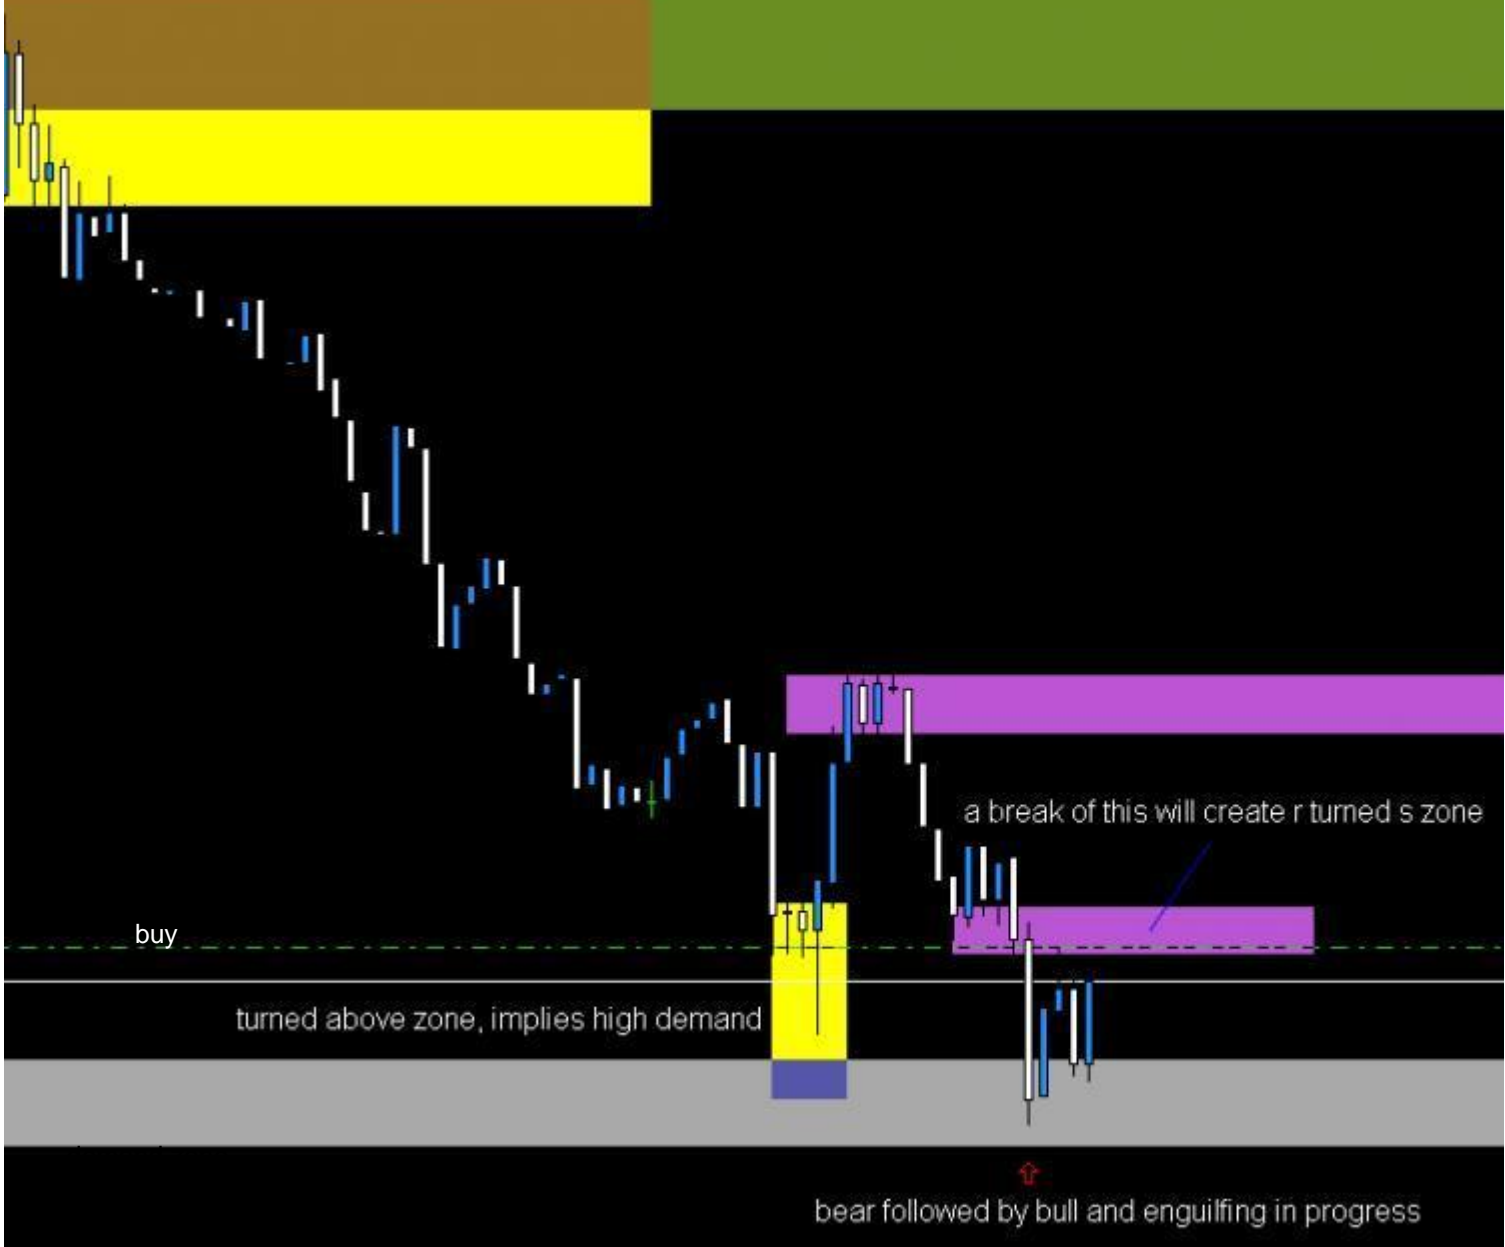 a break of this will create r turned s zone
buy
turned above zone, implies high demand
bear followed by bull and enguilfing in progress